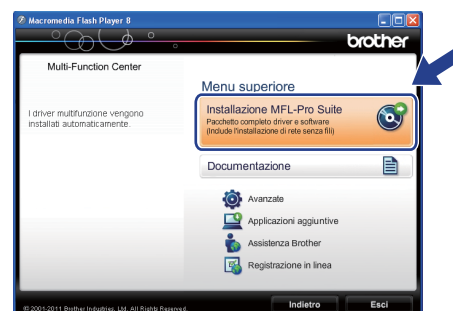 Macromedia Flash Player 8
brother
Multi-Function Center
I driver multifunzione vengono
installati automaticamente.
Menu superiore
Installazione MFL-Pro Suite
Pacchetto completo driver e software
(Include l'installazione di rete senza fili)
Documentazione
Avanzate
Applicazioni aggiuntive
Assistenza Brother
Registrazione in linea
© 2001-2011 Brother Industries, Ltd. All Rights Reserved.
Indietro
Esci